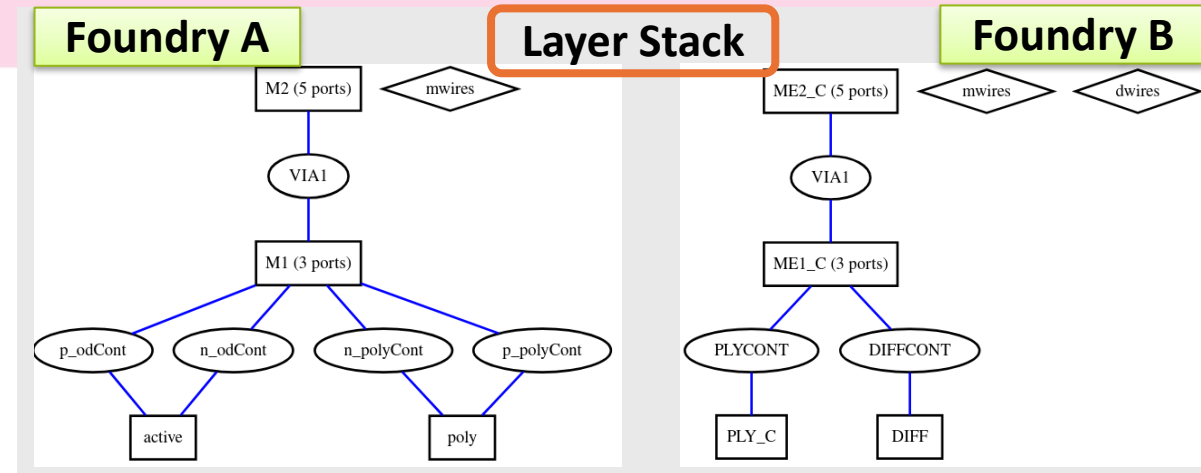 Foundry A
Layer Stack
Foundry B
M2 (5 ports)
mwires
VIA1
M1 (3 ports)
p_odCont
n_odCont
n_polyCont
p_polyCont
active
poly
ME2_C (5 ports)
mwires
dwires
VIA1
ME1_C (3 ports)
PLYCONT
DIFFCONT
PLY_C
DIFF